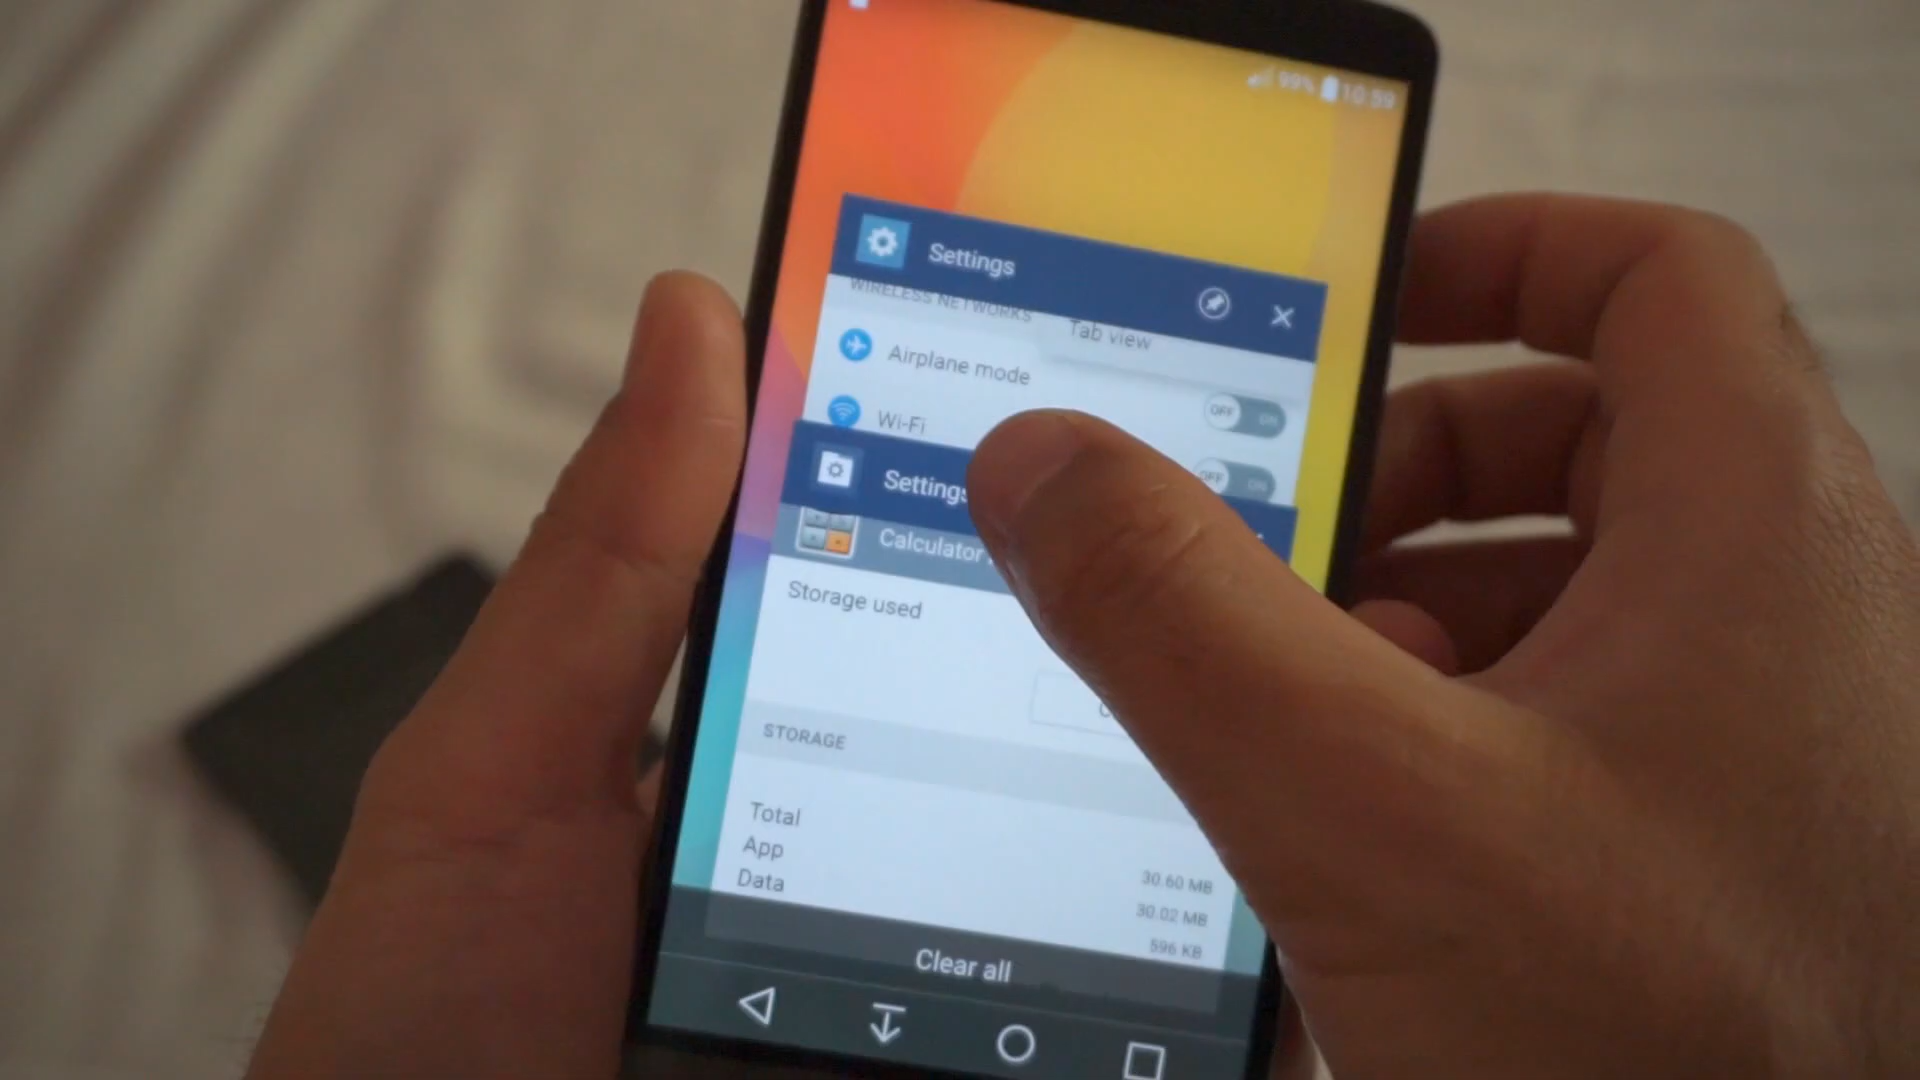 99% 10:59
Settings
WIRELESS NETWORKS
Tab view
Airplane mode
OFF ON
Wi-Fi
OFF ON
Settings
Calculator
Storage used
STORAGE
Total 30.60 MB
App 30.02 MB
Data 596 KB
Clear all